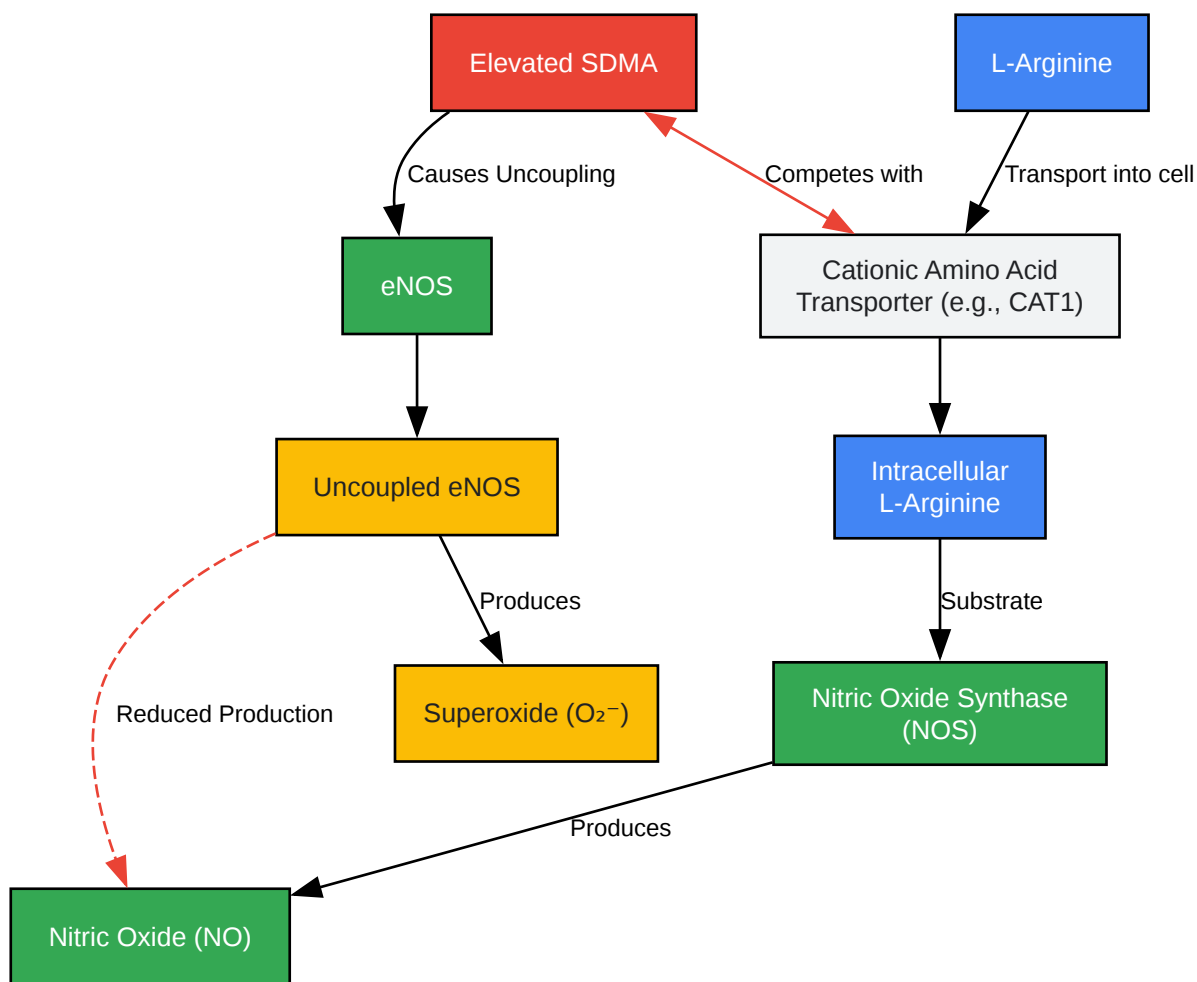 Elevated SDMA
L-Arginine
Causes Uncoupling
Competes with
Transport into cell
eNOS
Cationic Amino Acid
Transporter (e.g., CAT1)
Uncoupled eNOS
Intracellular
L-Arginine
Produces
Substrate
Reduced Production
Superoxide (O₂⁻)
Nitric Oxide Synthase
(NOS)
Produces
Nitric Oxide (NO)